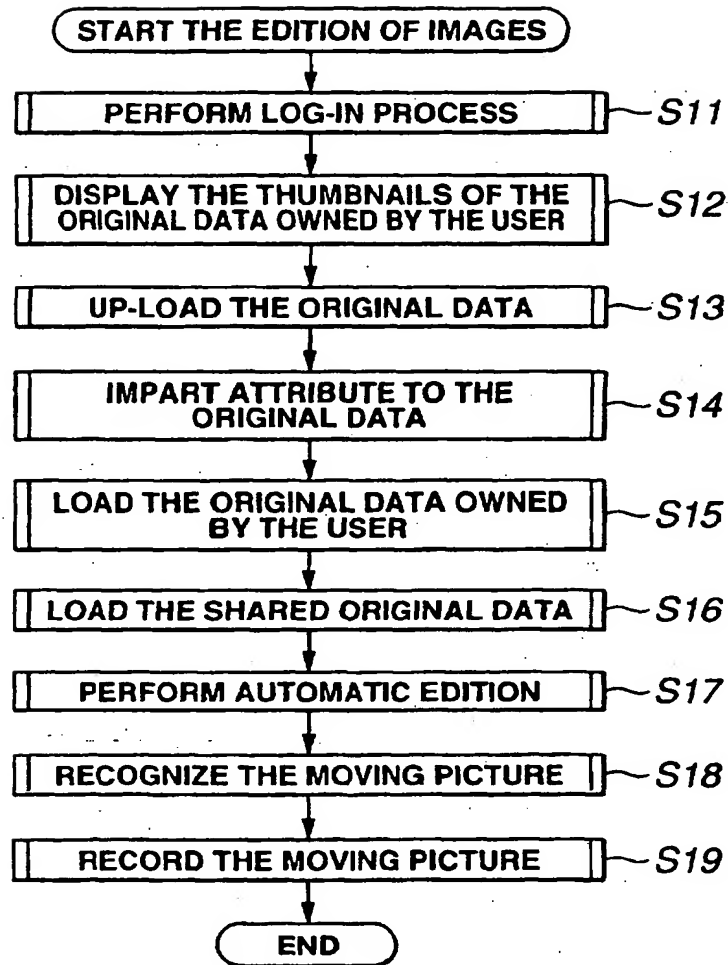 START THE EDITION OF IMAGES
PERFORM LOG-IN PROCESS
S11
DISPLAY THE THUMBNAILS OF THE
ORIGINAL DATA OWNED BY THE USER
S12
UP-LOAD THE ORIGINAL DATA
S13
IMPART ATTRIBUTE TO THE
ORIGINAL DATA
S14
LOAD THE ORIGINAL DATA OWNED
BY THE USER
S15
LOAD THE SHARED ORIGINAL DATA
S16
PERFORM AUTOMATIC EDITION
S17
RECOGNIZE THE MOVING PICTURE
S18
RECORD THE MOVING PICTURE
S19
END